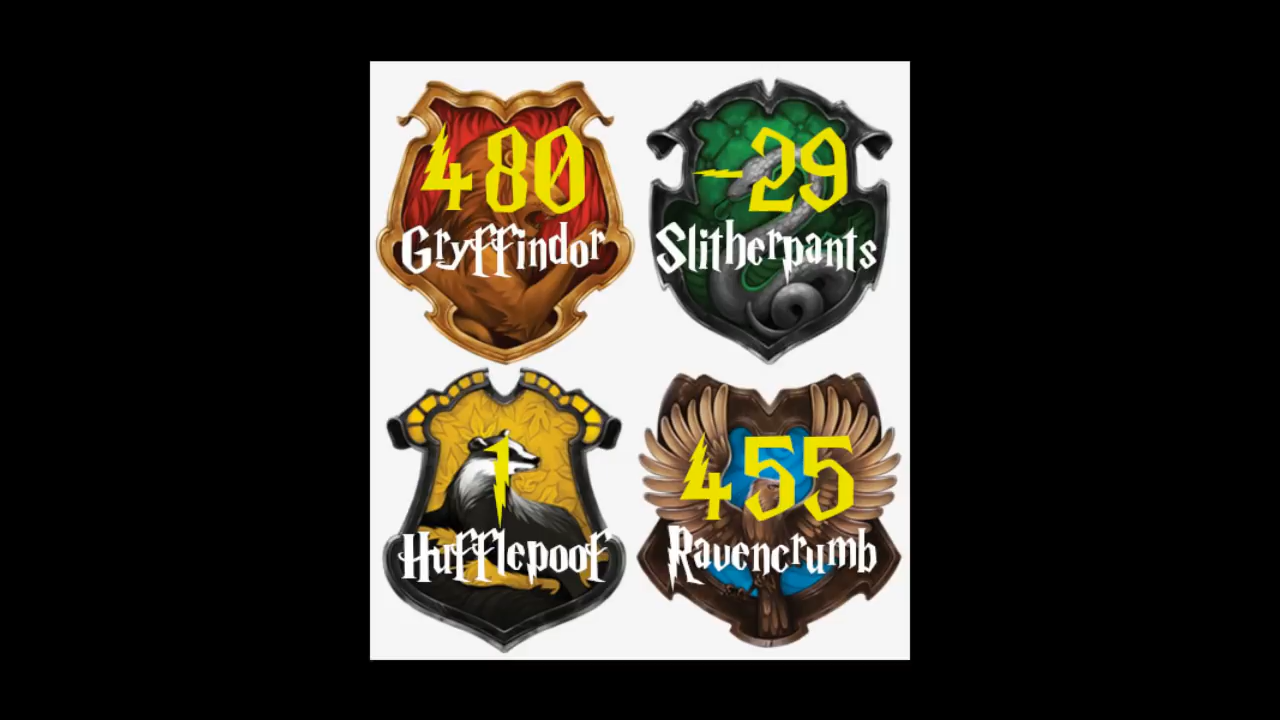 480
Gryffindor
-29
Slitherpants
1
Hufflepoof
455
Ravencrumb